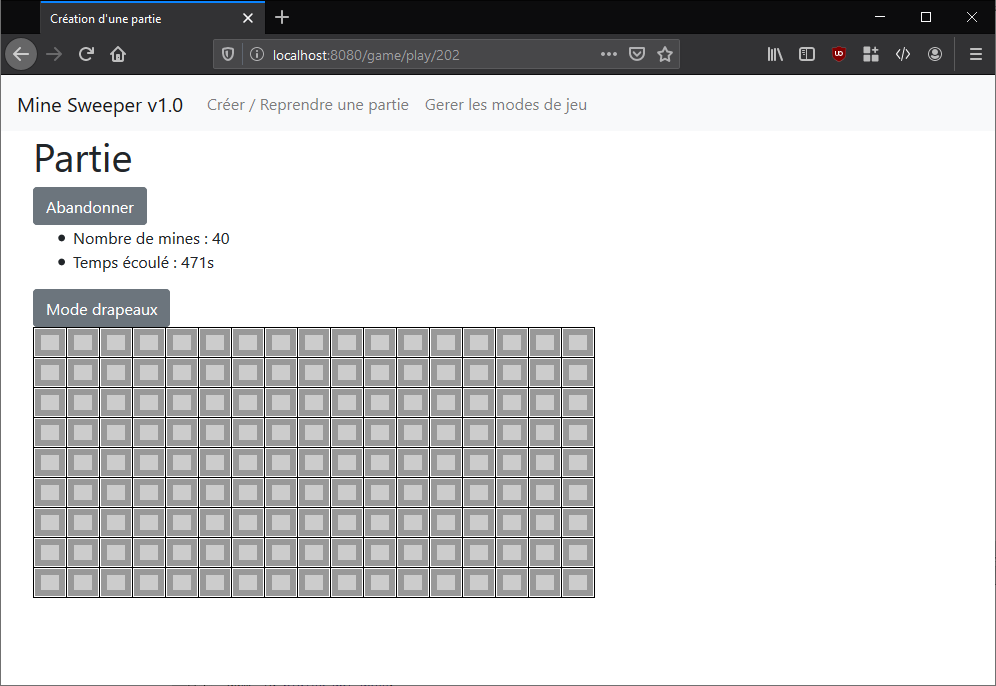 Création d'une partie
localhost:8080/game/play/202
Mine Sweeper v1.0 Créer / Reprendre une partie Gerer les modes de jeu
Partie
Abandonner
Nombre de mines : 40
Temps écoulé : 471s
Mode drapeaux